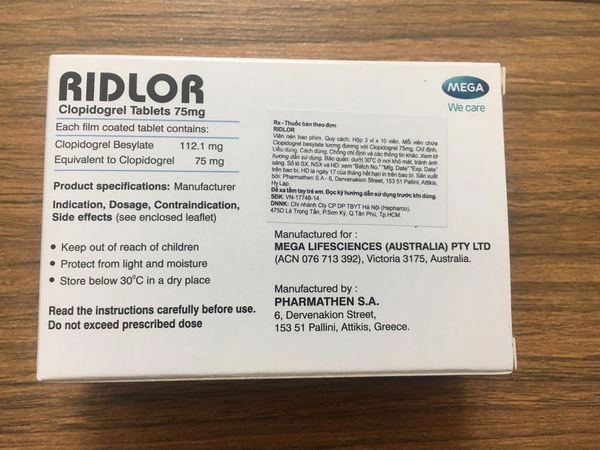 RIDLOR
Clopidogrel Tablets 75mg
Each film coated tablet contains:
Clopidogrel Besylate 112.1 mg
Equivalent to Clopidogrel 75 mg
Product specifications: Manufacturer
Indication, Dosage, Contraindication,
Side effects (see enclosed leaflet)
• Keep out of reach of children
• Protect from light and moisture
• Store below 30°C in a dry place
Read the instructions carefully before use.
Do not exceed prescribed dose
MEGA
We care
Rx - Thuốc bán theo đơn
RIDLOR
Viên nén bao phim. Quy cách: Hộp 3 vỉ x 10 viên. Mỗi viên chứa
Clopidogrel besylate tương đương với Clopidogrel 75mg. Chỉ định,
Liều dùng, Cách dùng, Chống chỉ định và các thông tin khác: Xem tờ
hướng dẫn sử dụng. Bảo quản: dưới 30°C ở nơi khô mát, tránh ánh
sáng. Số lô SX, NSX và HD: xem "Batch No." "Mfg. Date" "Exp. Date"
trên bao bì, HD là ngày 17 của tháng hết hạn in trên bao bì. Sản xuất
bởi: Pharmathen S.A - 6, Dervenakion Street, 153 51 Pallini, Attikis,
Hy Lạp.
Để xa tầm tay trẻ em. Đọc kỹ hướng dẫn sử dụng trước khi dùng.
SĐK: VN-17748-14
DNNK: Chi nhánh Cty CP DP TBYT Hà Nội (Hapharco),
475D Lê Trọng Tấn, P.Sơn Kỳ, Q.Tân Phú, Tp.HCM.
Manufactured for :
MEGA LIFESCIENCES (AUSTRALIA) PTY LTD
(ACN 076 713 392), Victoria 3175, Australia.
Manufactured by :
PHARMATHEN S.A.
6, Dervenakion Street,
153 51 Pallini, Attikis, Greece.